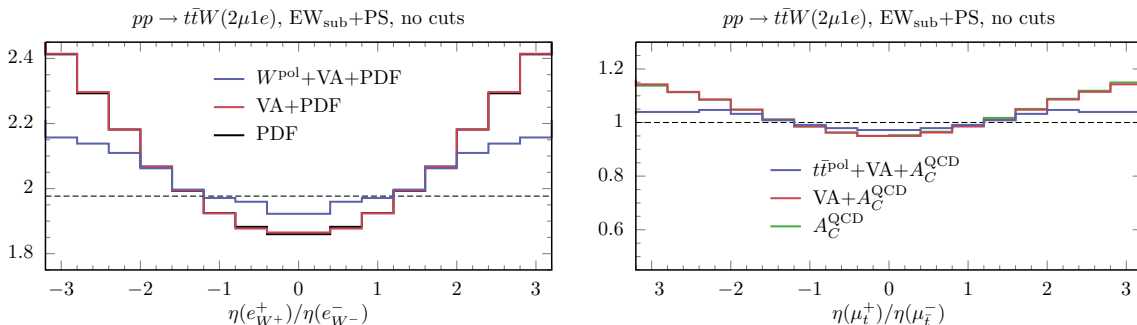 pp → tt̄W(2μ1e), EW_sub+PS, no cuts
2.4
2.2
2
1.8
W^pol+VA+PDF
VA+PDF
PDF
−3 −2 −1 0 1 2 3
η(e^+_{W^+})/η(e^−_{W^−})
pp → tt̄W(2μ1e), EW_sub+PS, no cuts
1.2
1
0.8
0.6
tt̄^pol+VA+A_C^QCD
VA+A_C^QCD
A_C^QCD
3 2 1 0 1 2 3
η(μ_t^+)/η(μ_t̄^−)